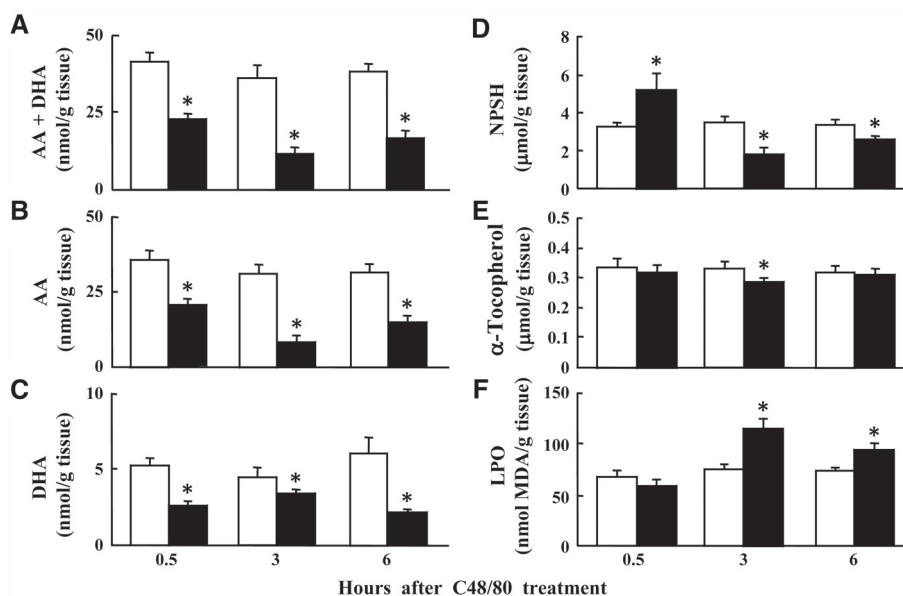 A
AA + DHA
(nmol/g tissue)
50
25
0
*
*
*
B
AA
(nmol/g tissue)
50
25
0
*
*
*
C
DHA
(nmol/g tissue)
10
5
0
*
*
*
0.5 3 6
D
NPSH
(μmol/g tissue)
8
6
4
2
0
*
*
*
E
α-Tocopherol
(μmol/g tissue)
0.5
0.4
0.3
0.2
0.1
0
*
F
LPO
(nmol MDA/g tissue)
150
100
50
0
*
*
0.5 3 6
Hours after C48/80 treatment